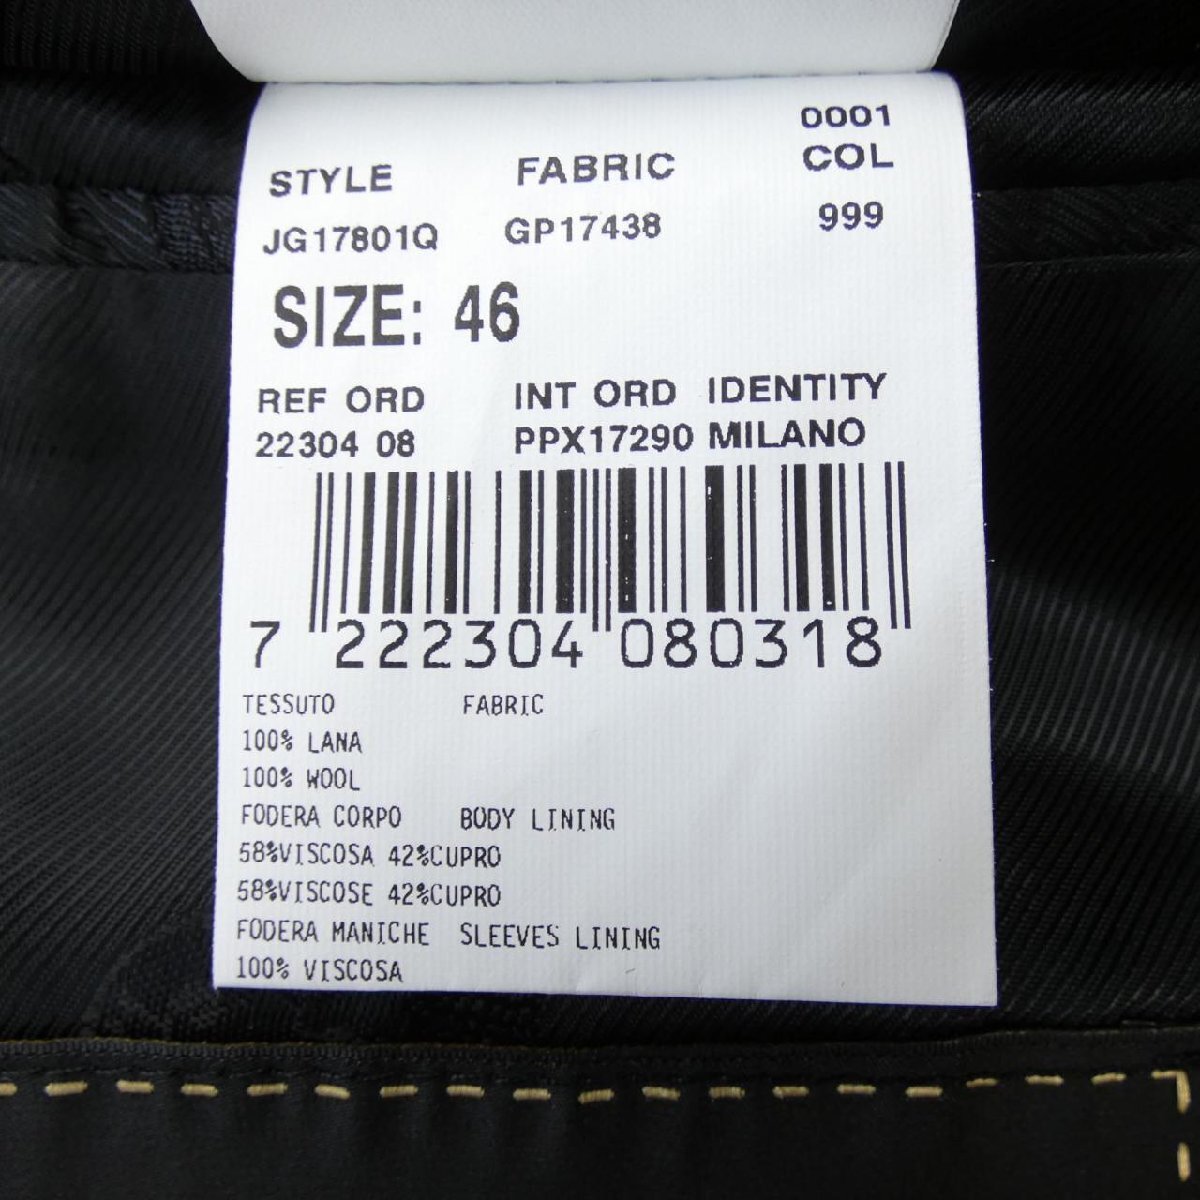 0001
STYLE FABRIC COL
JG17801Q GP17438 999
SIZE: 46
REF ORD INT ORD IDENTITY
22304 08 PPX17290 MILANO
7 222304 080318
TESSUTO FABRIC
100% LANA
100% WOOL
FODERA CORPO BODY LINING
58%VISCOSA 42%CUPRO
58%VISCOSE 42%CUPRO
FODERA MANICHE SLEEVES LINING
100% VISCOSA